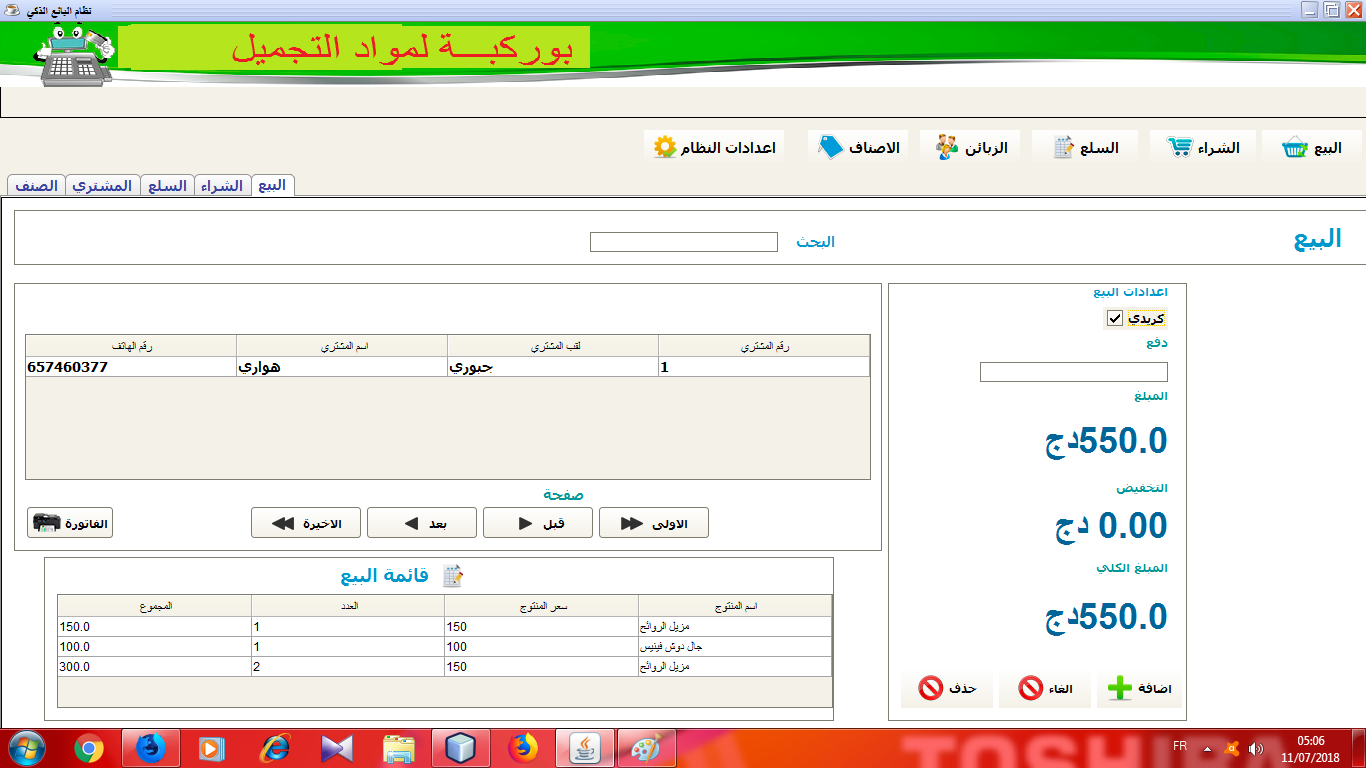 نظام البائع الذكي
بوركبـــة لمواد التجميل
البيع الشراء السلع الزبائن الاصناف اعدادات النظام
البيع الشراء السلع المشتري الصنف
البيع
البحث
اعدادات البيع
كريدي
دفع
المبلغ
550.0دج
التخفيض
0.00 دج
المبلغ الكلي
550.0دج
اضافة الغاء حذف
رقم المشتري لقب المشتري اسم المشتري رقم الهاتف
1 جبوري هواري 657460377
صفحة
الاولى قبل بعد الاخيرة الفاتورة
قائمة البيع
اسم المنتوج سعر المنتوج العدد المجموع
مزيل الروائح 150 1 150.0
جال دوش فينيس 100 1 100.0
مزيل الروائح 150 2 300.0
FR
05:06
11/07/2018
TOSHIBA